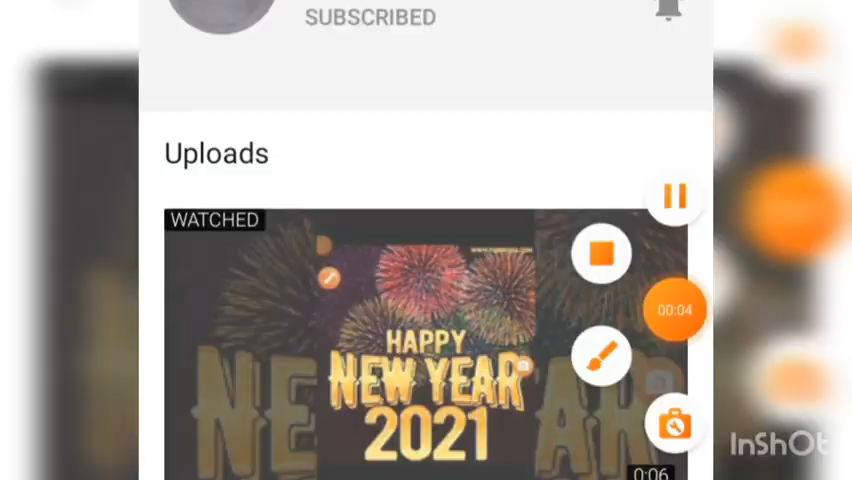 SUBSCRIBED
Uploads
WATCHED
HAPPY
NEW YEAR
2021
00:04
0:06
InShOt